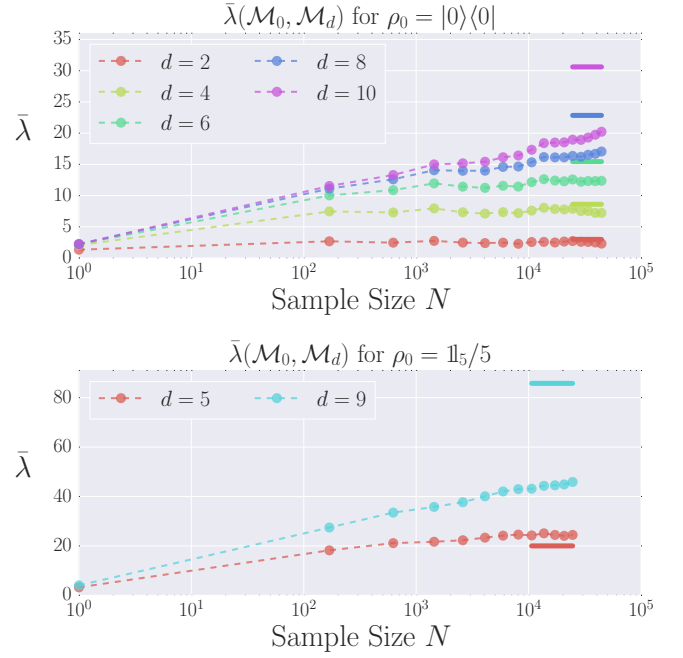 λ̄(ℳ₀, ℳ_d) for ρ₀ = |0⟩⟨0|
35
30
25
20
15
10
5
0
λ̄
d = 2
d = 4
d = 6
d = 8
d = 10
10⁰ 10¹ 10² 10³ 10⁴ 10⁵
Sample Size N
λ̄(ℳ₀, ℳ_d) for ρ₀ = 𝟙₅/5
80
60
40
20
0
λ̄
d = 5 d = 9
10⁰ 10¹ 10² 10³ 10⁴ 10⁵
Sample Size N